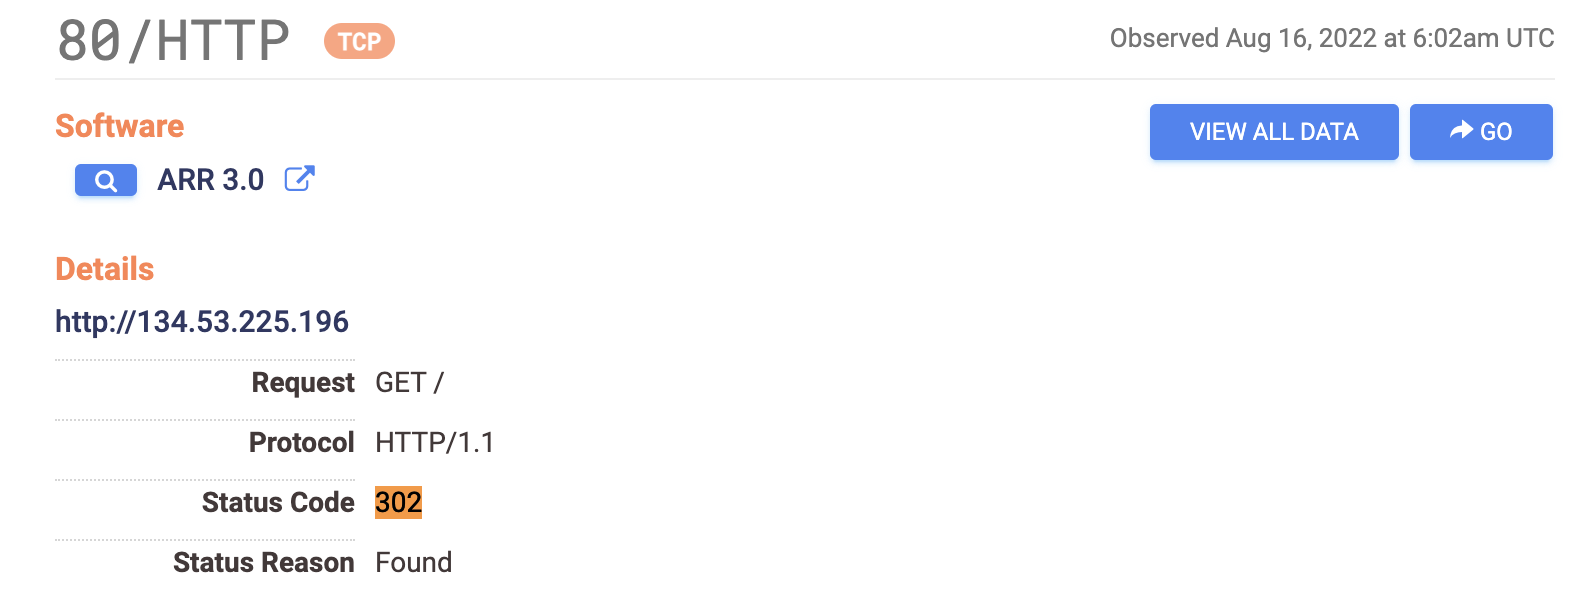 80/HTTP TCP
Observed Aug 16, 2022 at 6:02am UTC
Software
VIEW ALL DATA
GO
ARR 3.0
Details
http://134.53.225.196
Request GET /
Protocol HTTP/1.1
Status Code 302
Status Reason Found